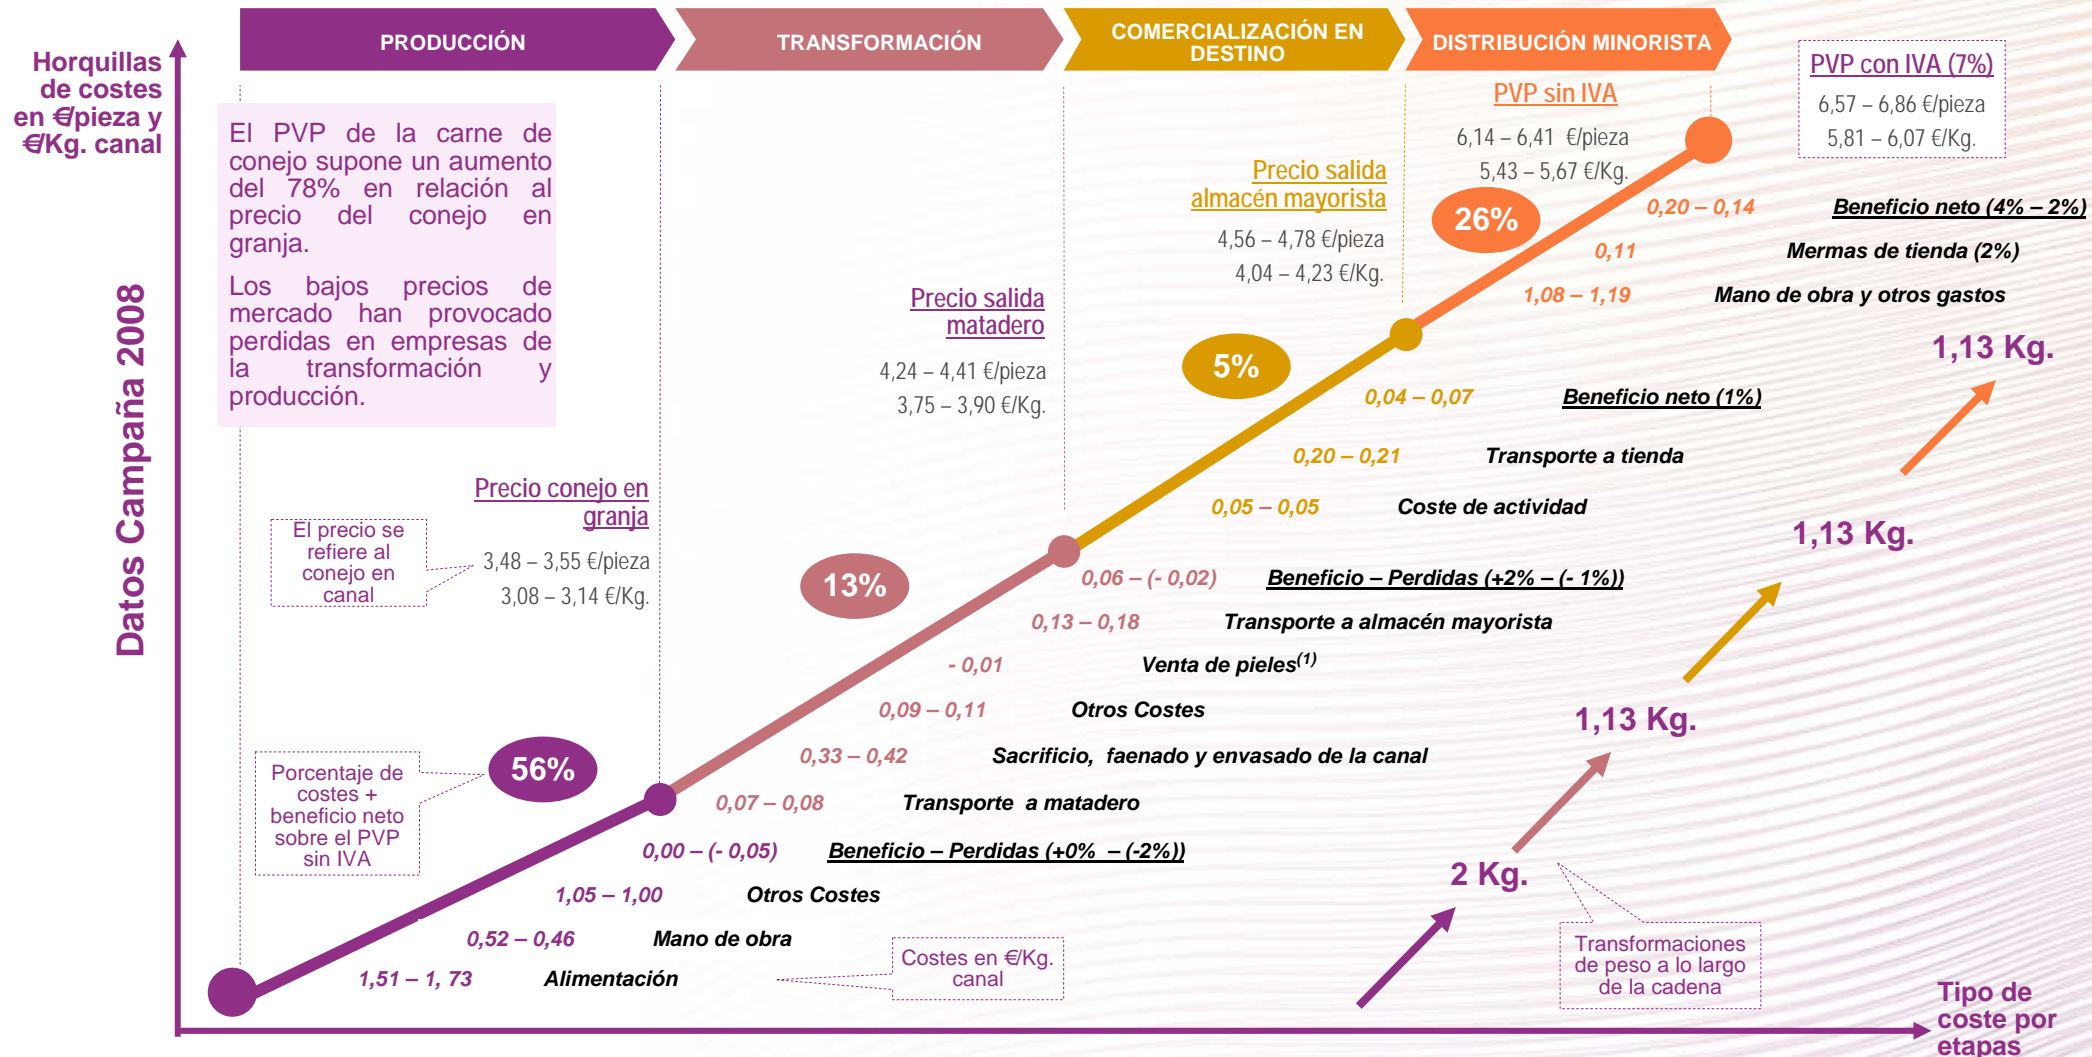 PRODUCCIÓN
TRANSFORMACIÓN
COMERCIALIZACIÓN EN
DESTINO
DISTRIBUCIÓN MINORISTA
Horquillas
de costes
en €/pieza y
€/Kg. canal
Datos Campaña 2008
El PVP de la carne de
conejo supone un aumento
del 78% en relación al
precio del conejo en
granja.
Los bajos precios de
mercado han provocado
perdidas en empresas de
la transformación y
producción.
PVP con IVA (7%)
6,57 – 6,86 €/pieza
5,81 – 6,07 €/Kg.
PVP sin IVA
6,14 – 6,41 €/pieza
5,43 – 5,67 €/Kg.
26%
0,20 – 0,14 Beneficio neto (4% – 2%)
0,11 Mermas de tienda (2%)
1,08 – 1,19 Mano de obra y otros gastos
Precio salida
almacén mayorista
4,56 – 4,78 €/pieza
4,04 – 4,23 €/Kg.
5%
0,04 – 0,07 Beneficio neto (1%)
0,20 – 0,21 Transporte a tienda
0,05 – 0,05 Coste de actividad
Precio salida
matadero
4,24 – 4,41 €/pieza
3,75 – 3,90 €/Kg.
13%
0,06 – (- 0,02) Beneficio – Perdidas (+2% – (- 1%))
0,13 – 0,18 Transporte a almacén mayorista
- 0,01 Venta de pieles(1)
0,09 – 0,11 Otros Costes
0,33 – 0,42 Sacrificio, faenado y envasado de la canal
0,07 – 0,08 Transporte a matadero
Precio conejo en
granja
3,48 – 3,55 €/pieza
3,08 – 3,14 €/Kg.
El precio se
refiere al
conejo en
canal
56%
Porcentaje de
costes +
beneficio neto
sobre el PVP
sin IVA
0,00 – (- 0,05) Beneficio – Perdidas (+0% – (-2%))
1,05 – 1,00 Otros Costes
0,52 – 0,46 Mano de obra
1,51 – 1, 73 Alimentación
Costes en €/Kg.
canal
1,13 Kg.
1,13 Kg.
1,13 Kg.
2 Kg.
Transformaciones
de peso a lo largo
de la cadena
Tipo de
coste por
etapas